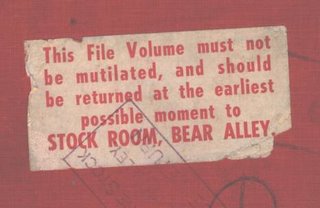 This File Volume must not
be mutilated, and should
be returned at the earliest
possible moment to
STOCK ROOM, BEAR ALLEY.